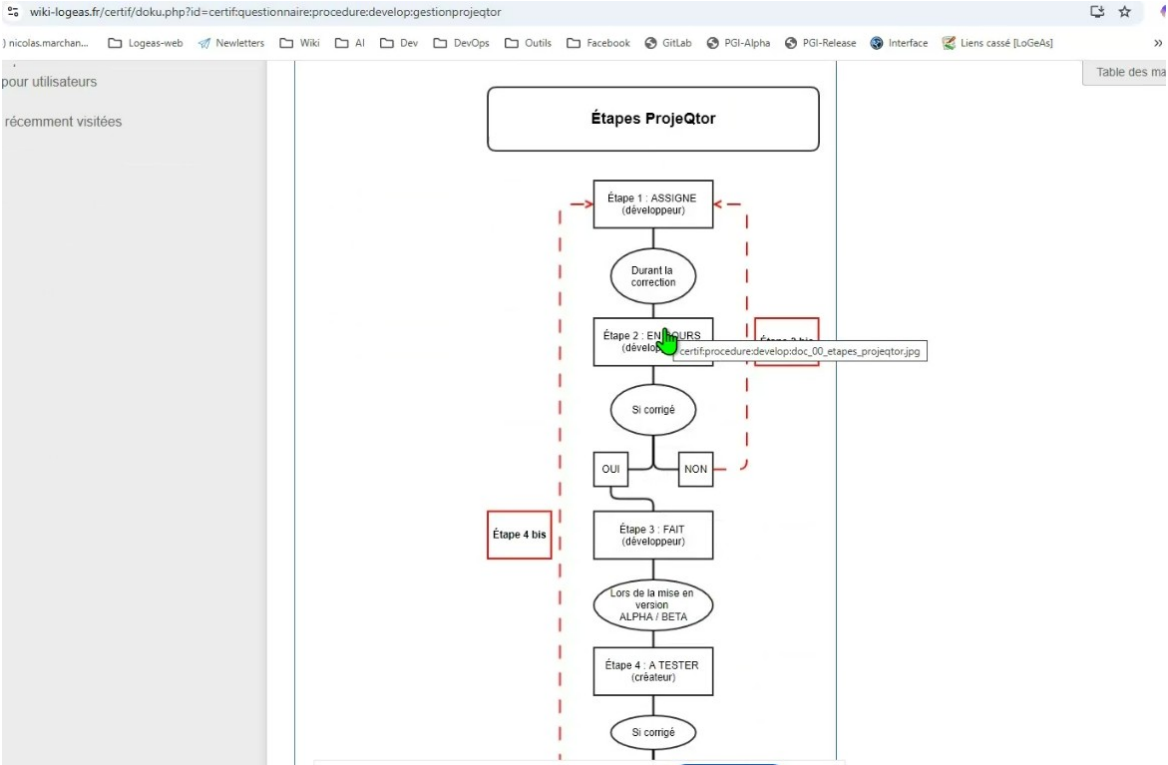 wiki-logeas.fr/certif/doku.php?id=certif:questionnaire:procedure:develop:gestionprojeqtor
) nicolas.marchan... Logeas-web Newletters Wiki AI Dev DevOps Outils Facebook GitLab PGI-Alpha PGI-Release Interface Liens cassé [LoGeAs] »
pour utilisateurs
récemment visitées
Table des ma
Étapes ProjeQtor
Étape 1 : ASSIGNE
(développeur)
Durant la
correction
Étape 2 : EN COURS
certif:procedure:develop:doc_00_etapes_projeqtor.jpg
Si corrigé
OUI
NON
Étape 4 bis
Étape 3 : FAIT
(développeur)
Lors de la mise en
version
ALPHA / BETA
Étape 4 : A TESTER
(créateur)
Si corrigé